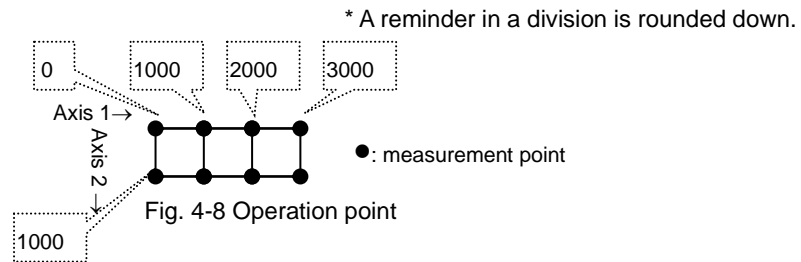 * A reminder in a division is rounded down.
0 1000 2000 3000
Axis 1→
Axis 2→
●: measurement point
1000
Fig. 4-8 Operation point